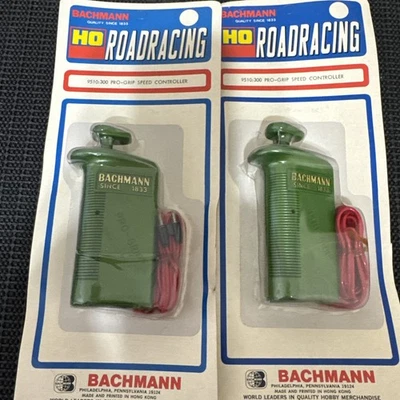 BACHMANN
QUALITY SINCE 1833
HO ROADRACING
9510:300 PRO-GRIP SPEED CONTROLLER
BACHMANN
SINCE 1833
BACHMANN
PHILADELPHIA, PENNSYLVANIA 19124
MADE AND PRINTED IN HONG KONG
BACHMANN
QUALITY SINCE 1833
HO ROADRACING
9510:300 PRO-GRIP SPEED CONTROLLER
BACHMANN
SINCE 1833
BACHMANN
PHILADELPHIA, PENNSYLVANIA 19124
MADE AND PRINTED IN HONG KONG
WORLD LEADERS IN QUALITY HOBBY MERCHANDISE